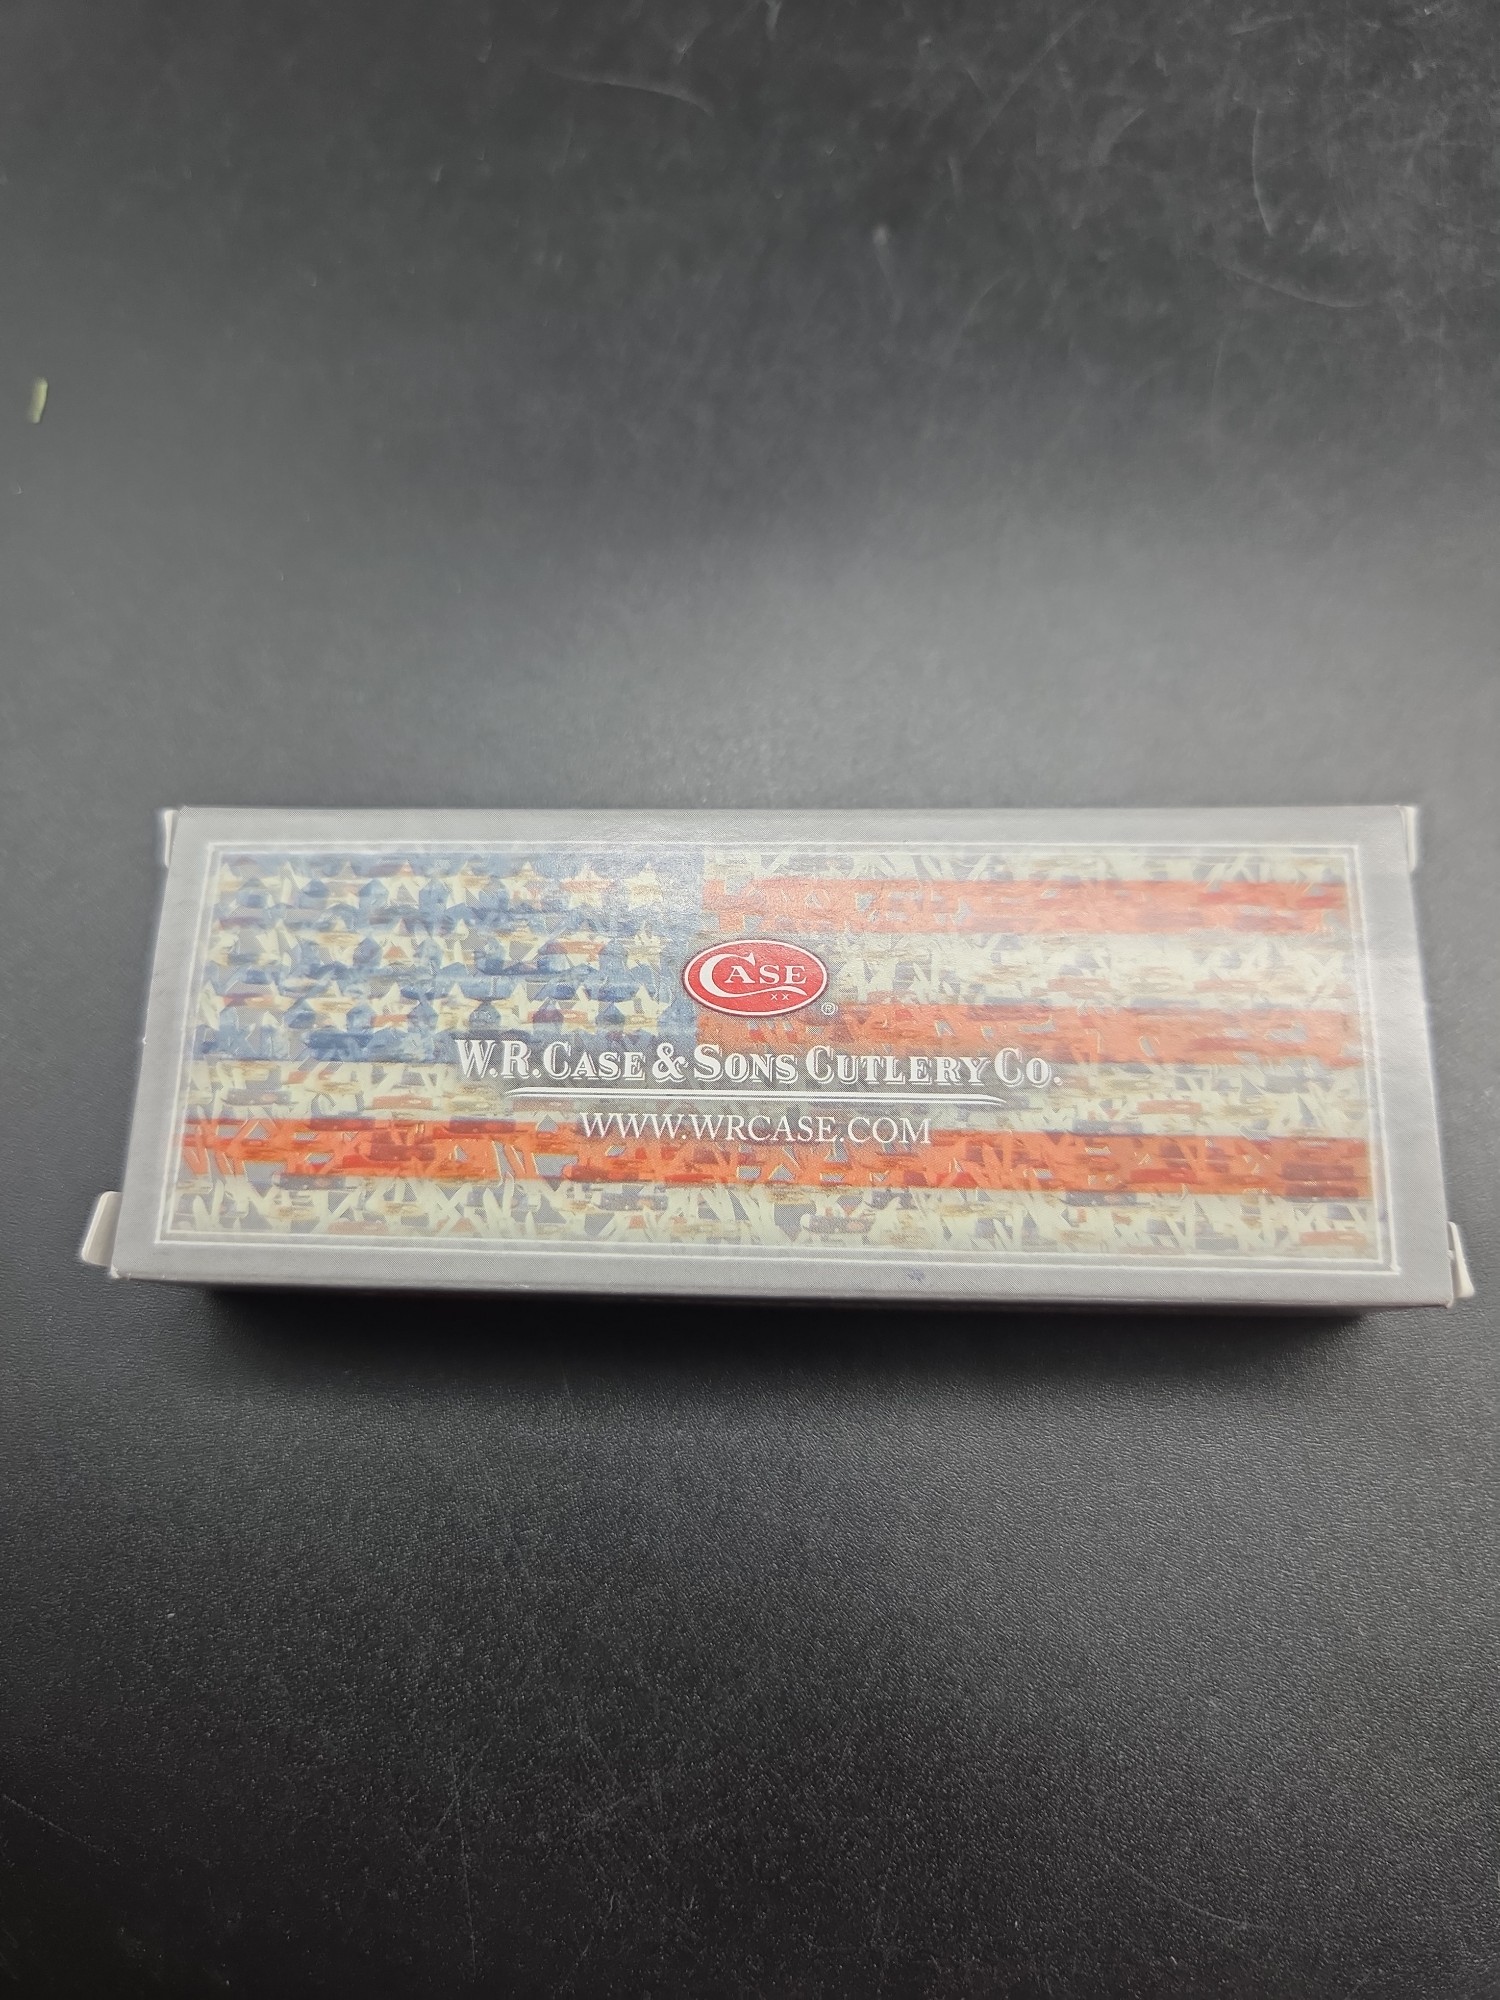 CASE
XX
®
W.R. CASE & SONS CUTLERY CO.
WWW.WRCASE.COM